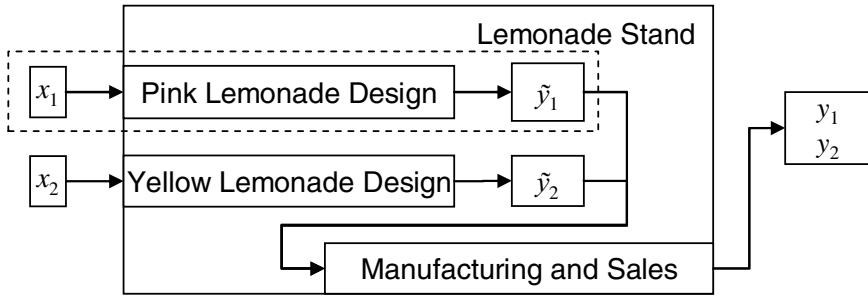 Lemonade Stand
x₁
Pink Lemonade Design
ỹ₁
y₁
y₂
x₂
Yellow Lemonade Design
ỹ₂
Manufacturing and Sales